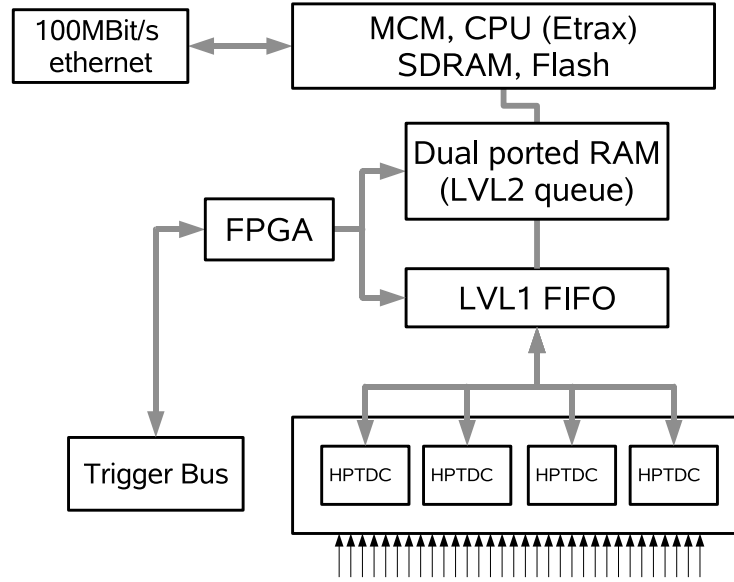 100MBit/s
ethernet
MCM, CPU (Etrax)
SDRAM, Flash
Dual ported RAM
(LVL2 queue)
FPGA
LVL1 FIFO
Trigger Bus
HPTDC
HPTDC
HPTDC
HPTDC